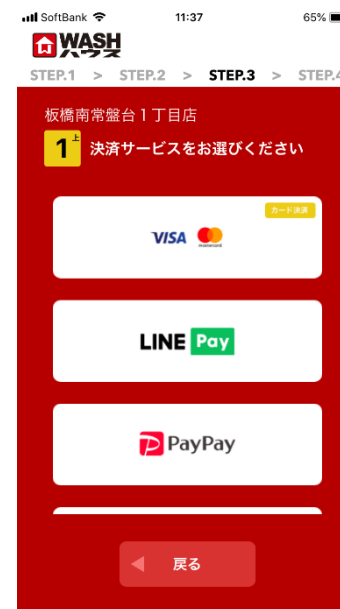 SoftBank 11:37 65%
WASH
ハウス
STEP.1 > STEP.2 > STEP.3 > STEP.4
板橋南常盤台1丁目店
1上 決済サービスをお選びください
カード決済
VISA mastercard
LINE Pay
PayPay
戻る